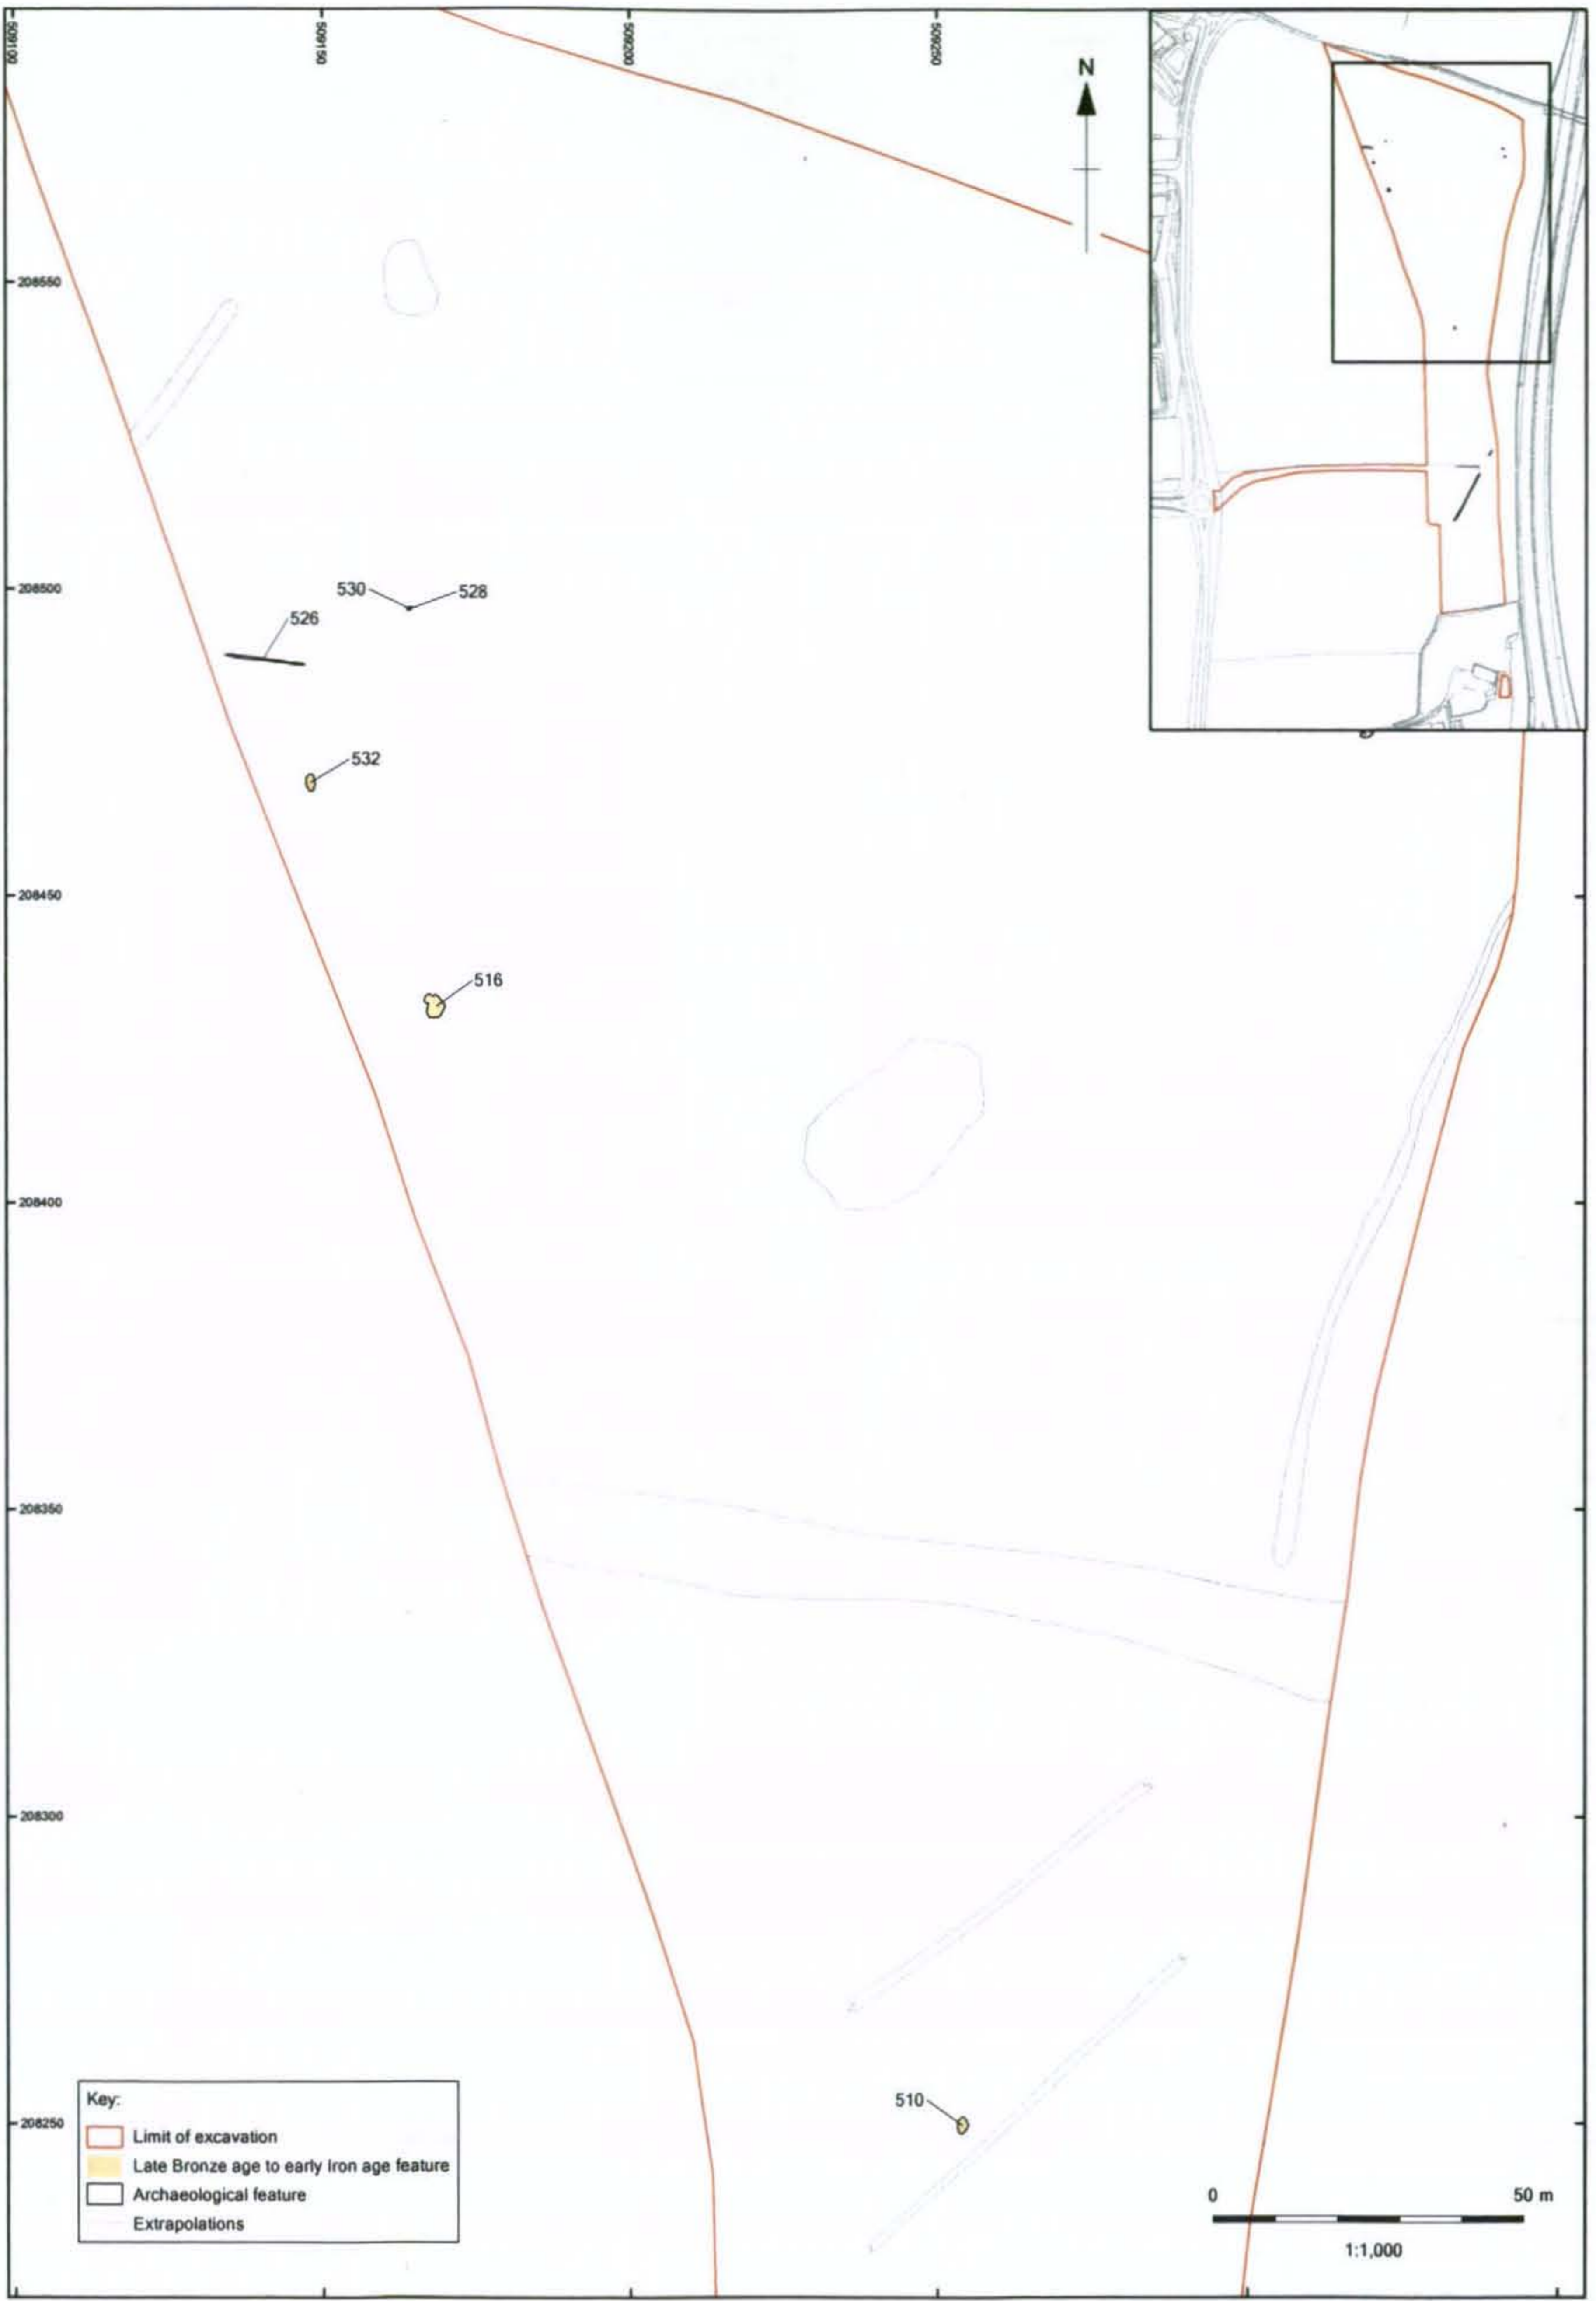 509100
509150
509200
509250
N
208550
208500
530
528
526
532
208450
516
208400
208350
208300
510
208250
Key:
Limit of excavation
Late Bronze age to early Iron age feature
Archaeological feature
Extrapolations
0
50 m
1:1,000